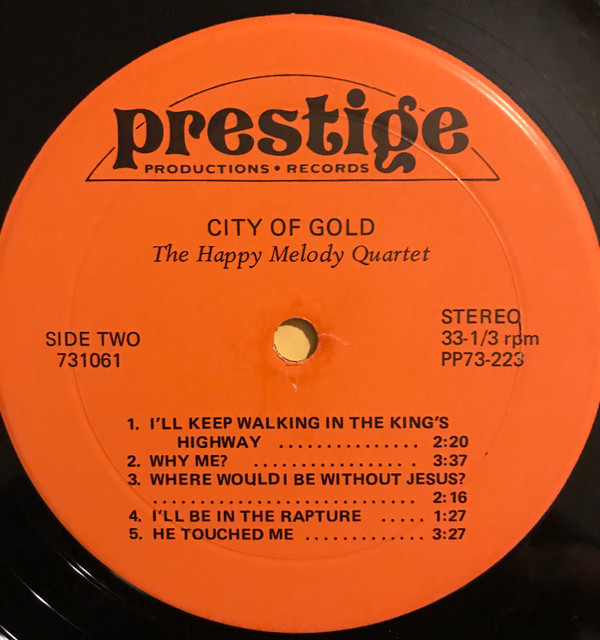 prestige
PRODUCTIONS • RECORDS
CITY OF GOLD
The Happy Melody Quartet
SIDE TWO
731061
STEREO
33-1/3 rpm
PP73-223
1. I'LL KEEP WALKING IN THE KING'S
HIGHWAY ............... 2:20
2. WHY ME? ................ 3:37
3. WHERE WOULD I BE WITHOUT JESUS?
............................ 2:16
4. I'LL BE IN THE RAPTURE ..... 1:27
5. HE TOUCHED ME ............ 3:27